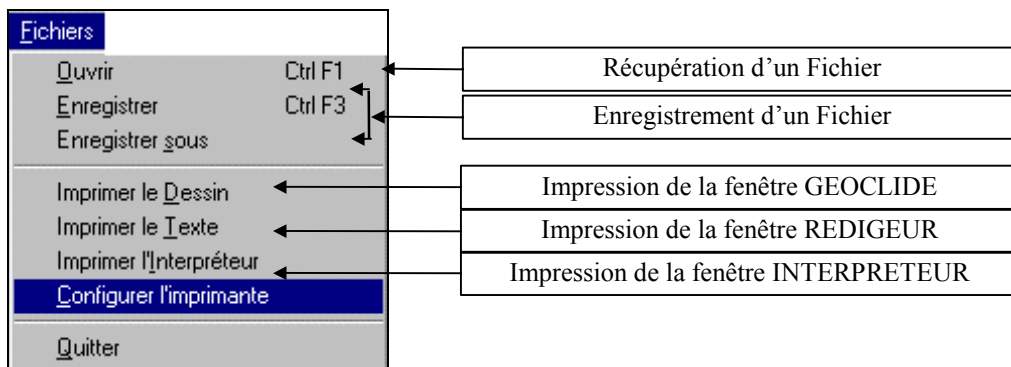 Fichiers
Ouvrir Ctrl F1
Récupération d'un Fichier
Enregistrer Ctrl F3
Enregistrement d'un Fichier
Enregistrer sous
Imprimer le Dessin
Impression de la fenêtre GEOCLIDE
Imprimer le Texte
Impression de la fenêtre REDIGEUR
Imprimer l'Interpréteur
Impression de la fenêtre INTERPRETEUR
Configurer l'imprimante
Quitter